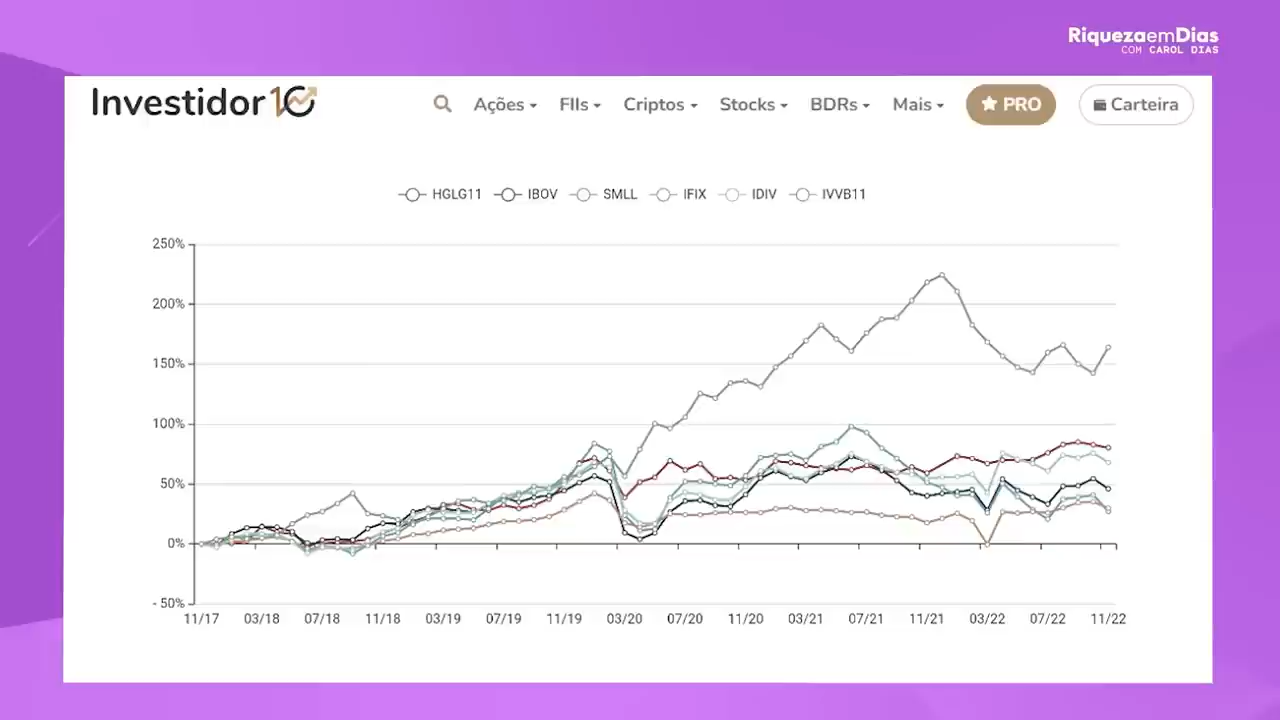 RiquezaemDias
COM CAROL DIAS
Investidor 10
Ações FIIs Criptos Stocks BDRs Mais PRO Carteira
HGLG11 IBOV SMLL IFIX IDIV IVVB11
250%
200%
150%
100%
50%
0%
- 50%
11/17 03/18 07/18 11/18 03/19 07/19 11/19 03/20 07/20 11/20 03/21 07/21 11/21 03/22 07/22 11/22